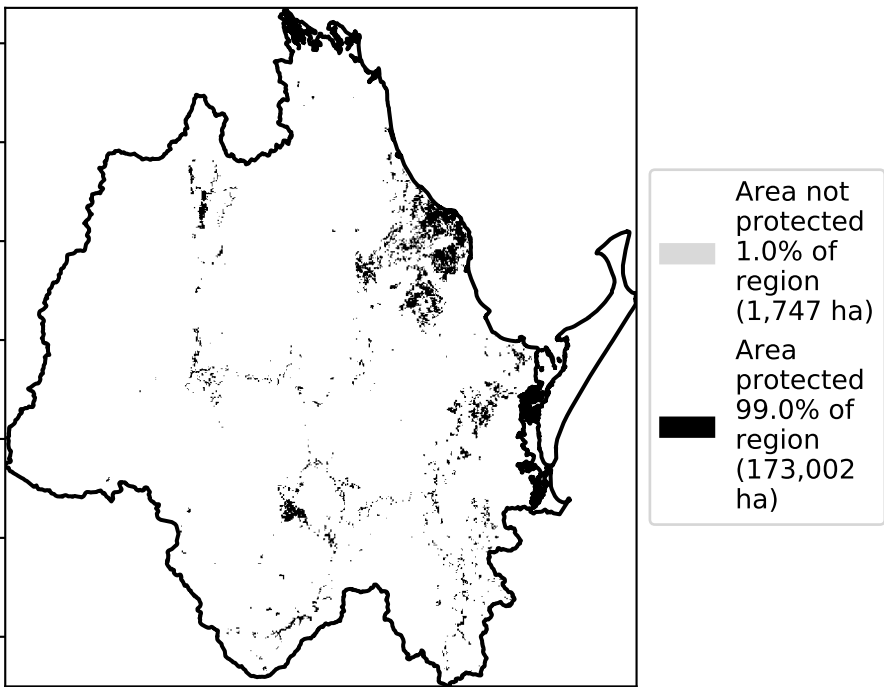 Area not
protected
1.0% of
region
(1,747 ha)
Area
protected
99.0% of
region
(173,002
ha)